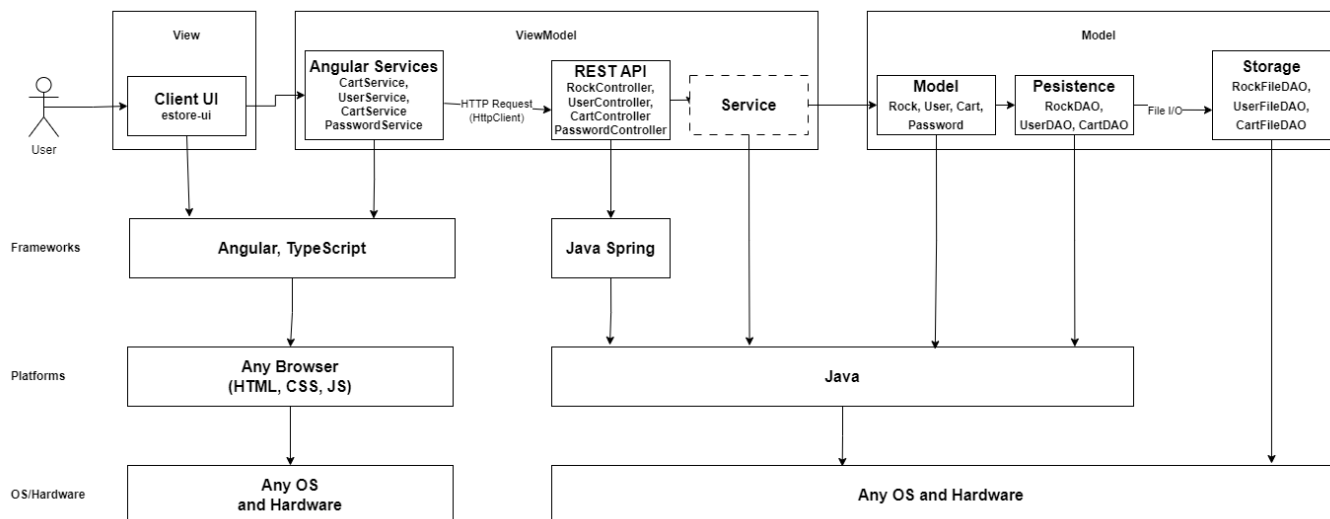 View
ViewModel
Model
Client UI
estore-ui
Angular Services
CartService,
UserService,
CartService
PasswordService
HTTP Request
(HttpClient)
REST API
RockController,
UserController,
CartController
PasswordController
Service
Model
Rock, User, Cart,
Password
Pesistence
RockDAO,
UserDAO, CartDAO
File I/O
Storage
RockFileDAO,
UserFileDAO,
CartFileDAO
User
Frameworks
Angular, TypeScript
Java Spring
Platforms
Any Browser
(HTML, CSS, JS)
Java
OS/Hardware
Any OS
and Hardware
Any OS and Hardware